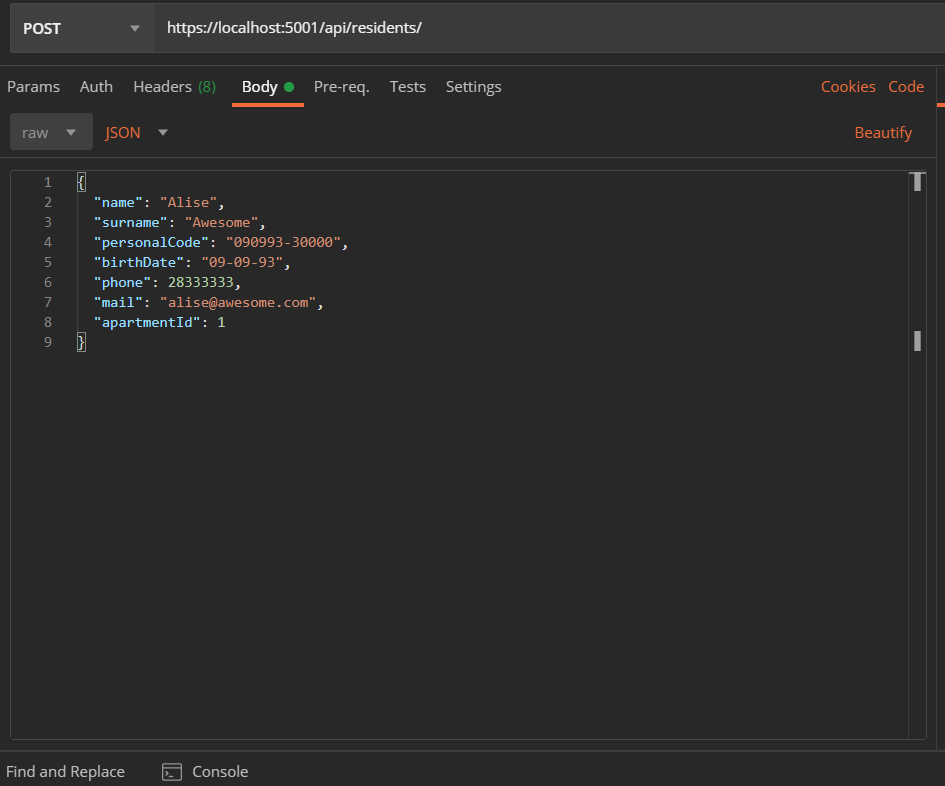 POST https://localhost:5001/api/residents/
Params Auth Headers (8) Body Pre-req. Tests Settings Cookies Code
raw JSON Beautify
1 {
2 "name": "Alise",
3 "surname": "Awesome",
4 "personalCode": "090993-30000",
5 "birthDate": "09-09-93",
6 "phone": 28333333,
7 "mail": "alise@awesome.com",
8 "apartmentId": 1
9 }
Find and Replace Console